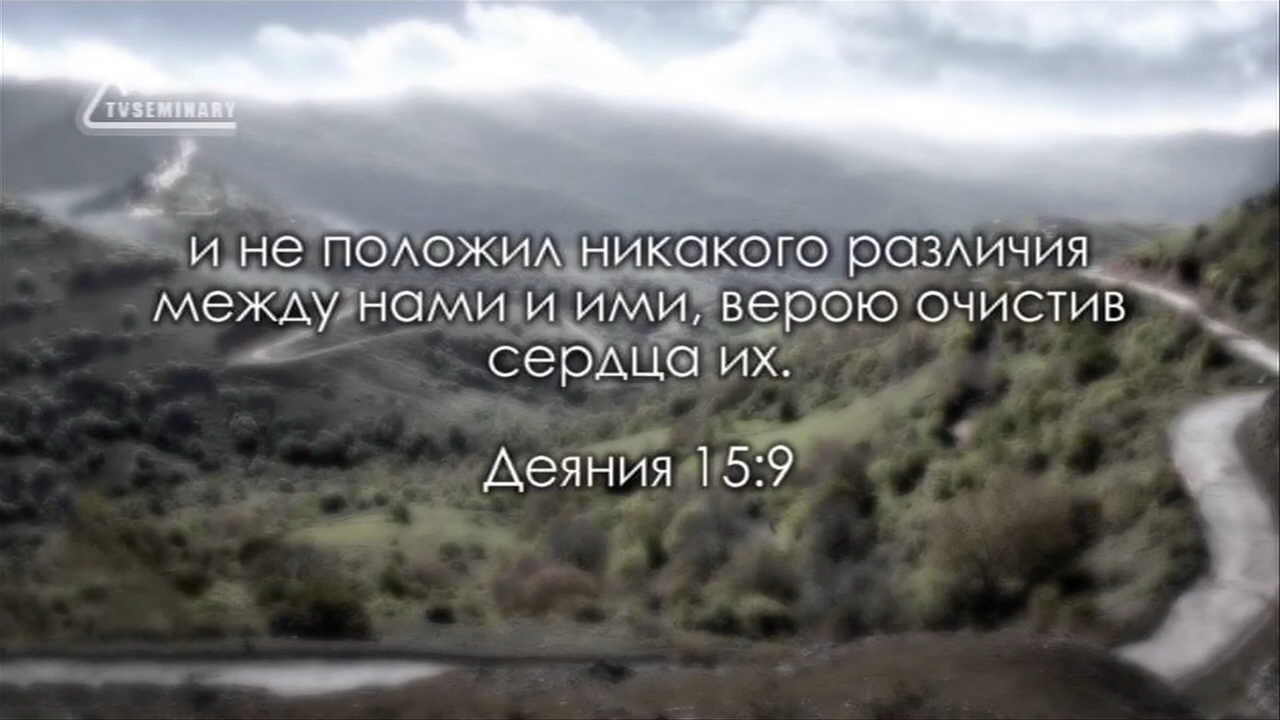 TVSEMINARY
и не положил никакого различия
между нами и ими, верою очистив
сердца их.
Деяния 15:9